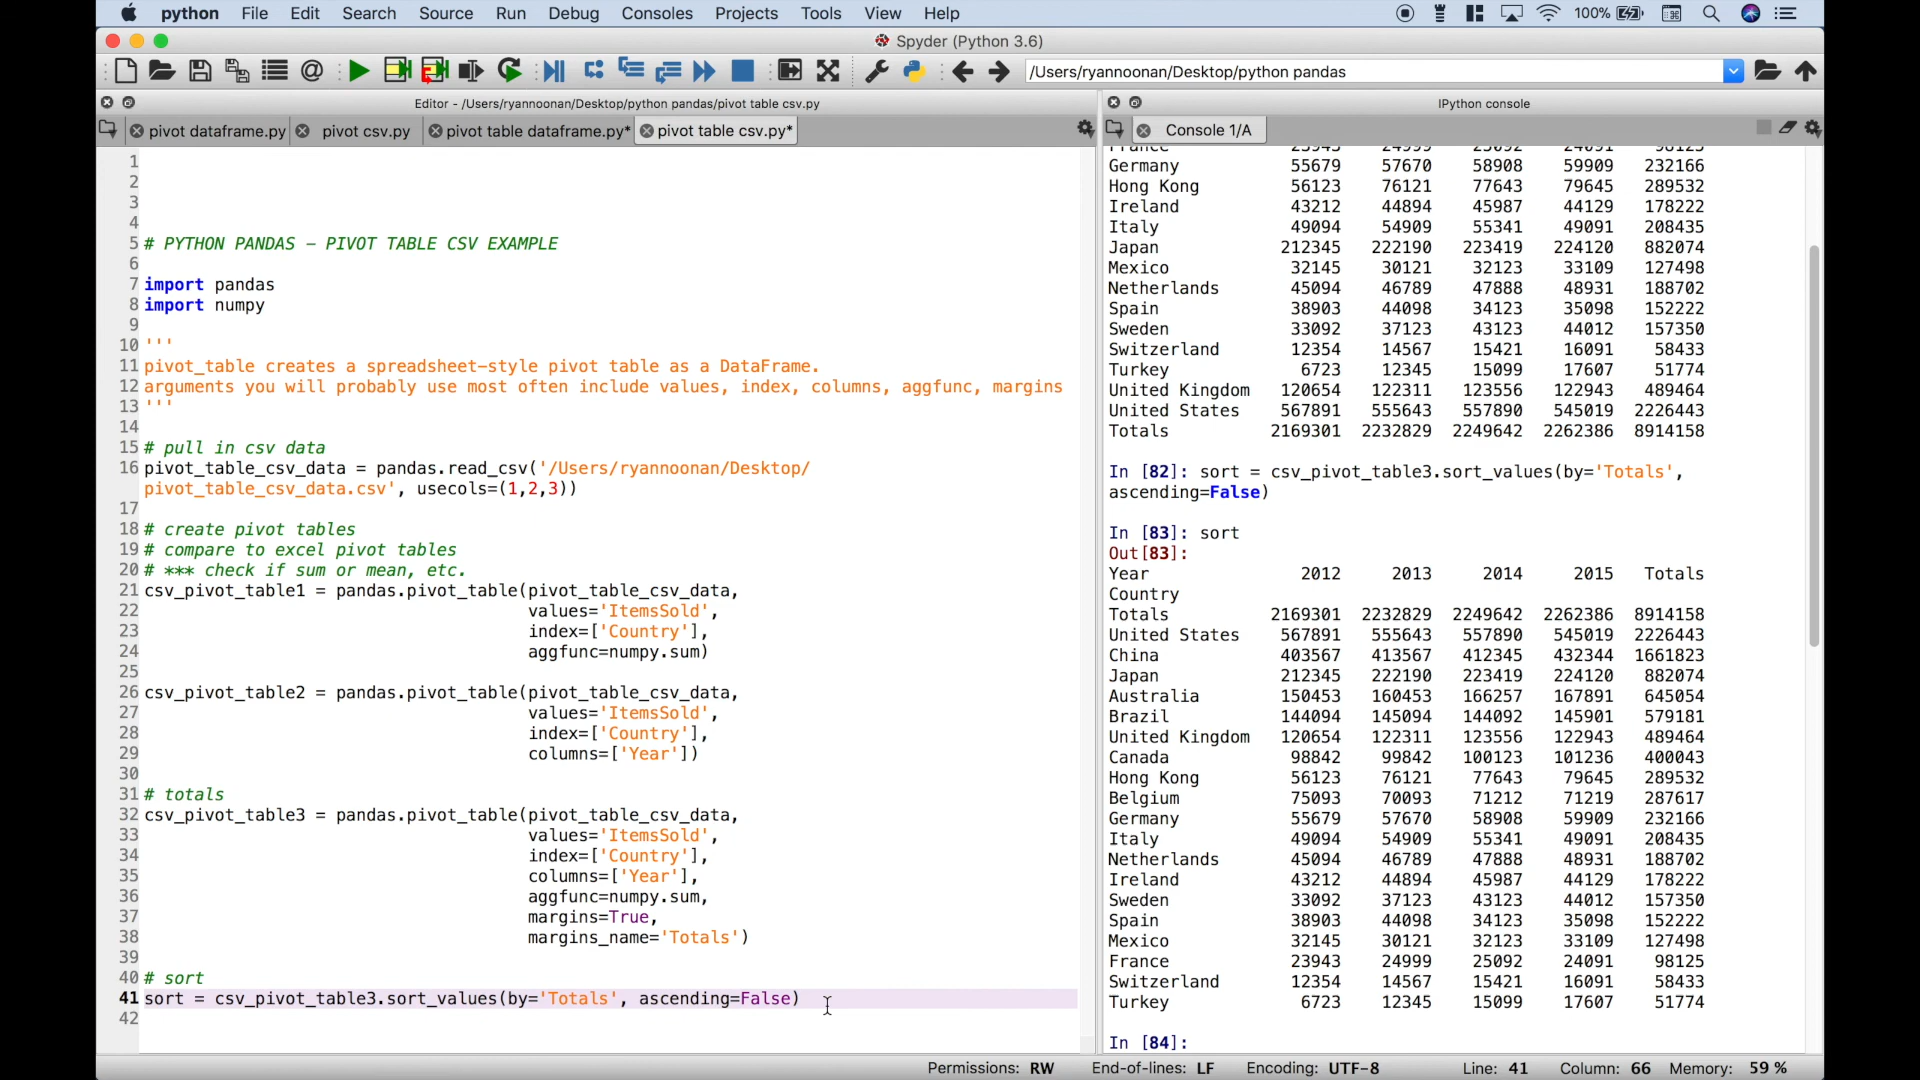 python File Edit Search Source Run Debug Consoles Projects Tools View Help 100%
Spyder (Python 3.6)
/Users/ryannoonan/Desktop/python pandas
Editor - /Users/ryannoonan/Desktop/python pandas/pivot table csv.py
pivot dataframe.py pivot csv.py pivot table dataframe.py* pivot table csv.py*
1
2
3
4
5 # PYTHON PANDAS – PIVOT TABLE CSV EXAMPLE
6
7 import pandas
8 import numpy
9
10 '''
11 pivot_table creates a spreadsheet-style pivot table as a DataFrame.
12 arguments you will probably use most often include values, index, columns, aggfunc, margins
13 '''
14
15 # pull in csv data
16 pivot_table_csv_data = pandas.read_csv('/Users/ryannoonan/Desktop/
pivot_table_csv_data.csv', usecols=(1,2,3))
17
18 # create pivot tables
19 # compare to excel pivot tables
20 # *** check if sum or mean, etc.
21 csv_pivot_table1 = pandas.pivot_table(pivot_table_csv_data,
22 values='ItemsSold',
23 index=['Country'],
24 aggfunc=numpy.sum)
25
26 csv_pivot_table2 = pandas.pivot_table(pivot_table_csv_data,
27 values='ItemsSold',
28 index=['Country'],
29 columns=['Year'])
30
31 # totals
32 csv_pivot_table3 = pandas.pivot_table(pivot_table_csv_data,
33 values='ItemsSold',
34 index=['Country'],
35 columns=['Year'],
36 aggfunc=numpy.sum,
37 margins=True,
38 margins_name='Totals')
39
40 # sort
41 sort = csv_pivot_table3.sort_values(by='Totals', ascending=False)
42
IPython console
Console 1/A
France 23943 24999 25092 24091 98125
Germany 55679 57670 58908 59909 232166
Hong Kong 56123 76121 77643 79645 289532
Ireland 43212 44894 45987 44129 178222
Italy 49094 54909 55341 49091 208435
Japan 212345 222190 223419 224120 882074
Mexico 32145 30121 32123 33109 127498
Netherlands 45094 46789 47888 48931 188702
Spain 38903 44098 34123 35098 152222
Sweden 33092 37123 43123 44012 157350
Switzerland 12354 14567 15421 16091 58433
Turkey 6723 12345 15099 17607 51774
United Kingdom 120654 122311 123556 122943 489464
United States 567891 555643 557890 545019 2226443
Totals 2169301 2232829 2249642 2262386 8914158
In [82]: sort = csv_pivot_table3.sort_values(by='Totals',
ascending=False)
In [83]: sort
Out[83]:
Year 2012 2013 2014 2015 Totals
Country
Totals 2169301 2232829 2249642 2262386 8914158
United States 567891 555643 557890 545019 2226443
China 403567 413567 412345 432344 1661823
Japan 212345 222190 223419 224120 882074
Australia 150453 160453 166257 167891 645054
Brazil 144094 145094 144092 145901 579181
United Kingdom 120654 122311 123556 122943 489464
Canada 98842 99842 100123 101236 400043
Hong Kong 56123 76121 77643 79645 289532
Belgium 75093 70093 71212 71219 287617
Germany 55679 57670 58908 59909 232166
Italy 49094 54909 55341 49091 208435
Netherlands 45094 46789 47888 48931 188702
Ireland 43212 44894 45987 44129 178222
Sweden 33092 37123 43123 44012 157350
Spain 38903 44098 34123 35098 152222
Mexico 32145 30121 32123 33109 127498
France 23943 24999 25092 24091 98125
Switzerland 12354 14567 15421 16091 58433
Turkey 6723 12345 15099 17607 51774
In [84]:
Permissions: RW End-of-lines: LF Encoding: UTF-8 Line: 41 Column: 66 Memory: 59 %